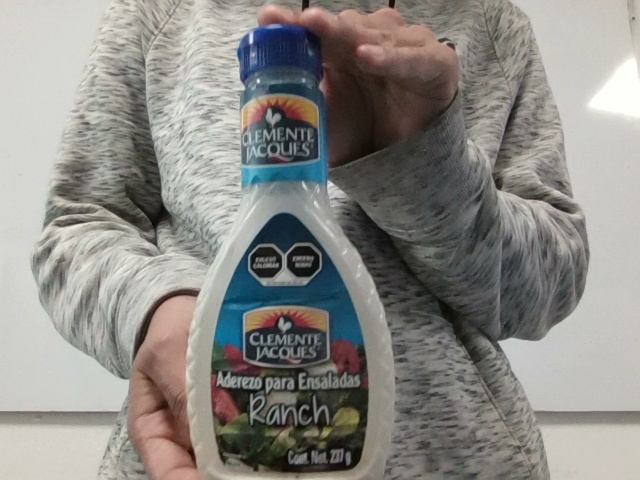 CLEMENTE
JACQUES
EXCESO
CALORÍAS
EXCESO
SODIO
CLEMENTE
JACQUES
Aderezo para Ensaladas
Ranch
Cont. Net. 237 g